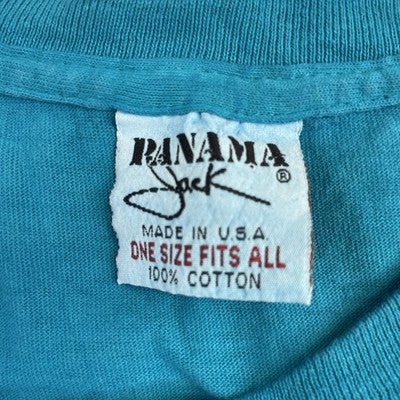 PANAMA
Jack ®
MADE IN U.S.A.
ONE SIZE FITS ALL
100% COTTON